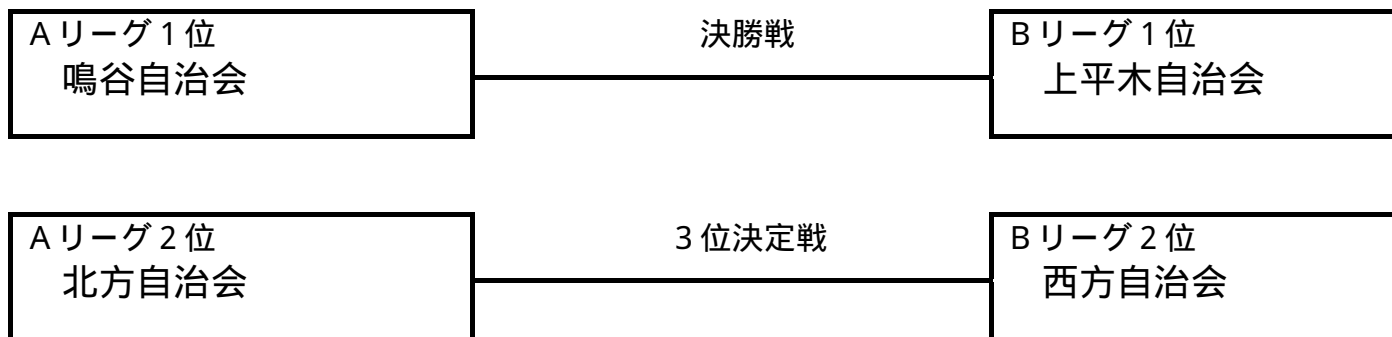 Aリーグ1位
決勝戦
Bリーグ1位
鳴谷自治会
上平木自治会
Aリーグ2位
3位決定戦
Bリーグ2位
北方自治会
西方自治会